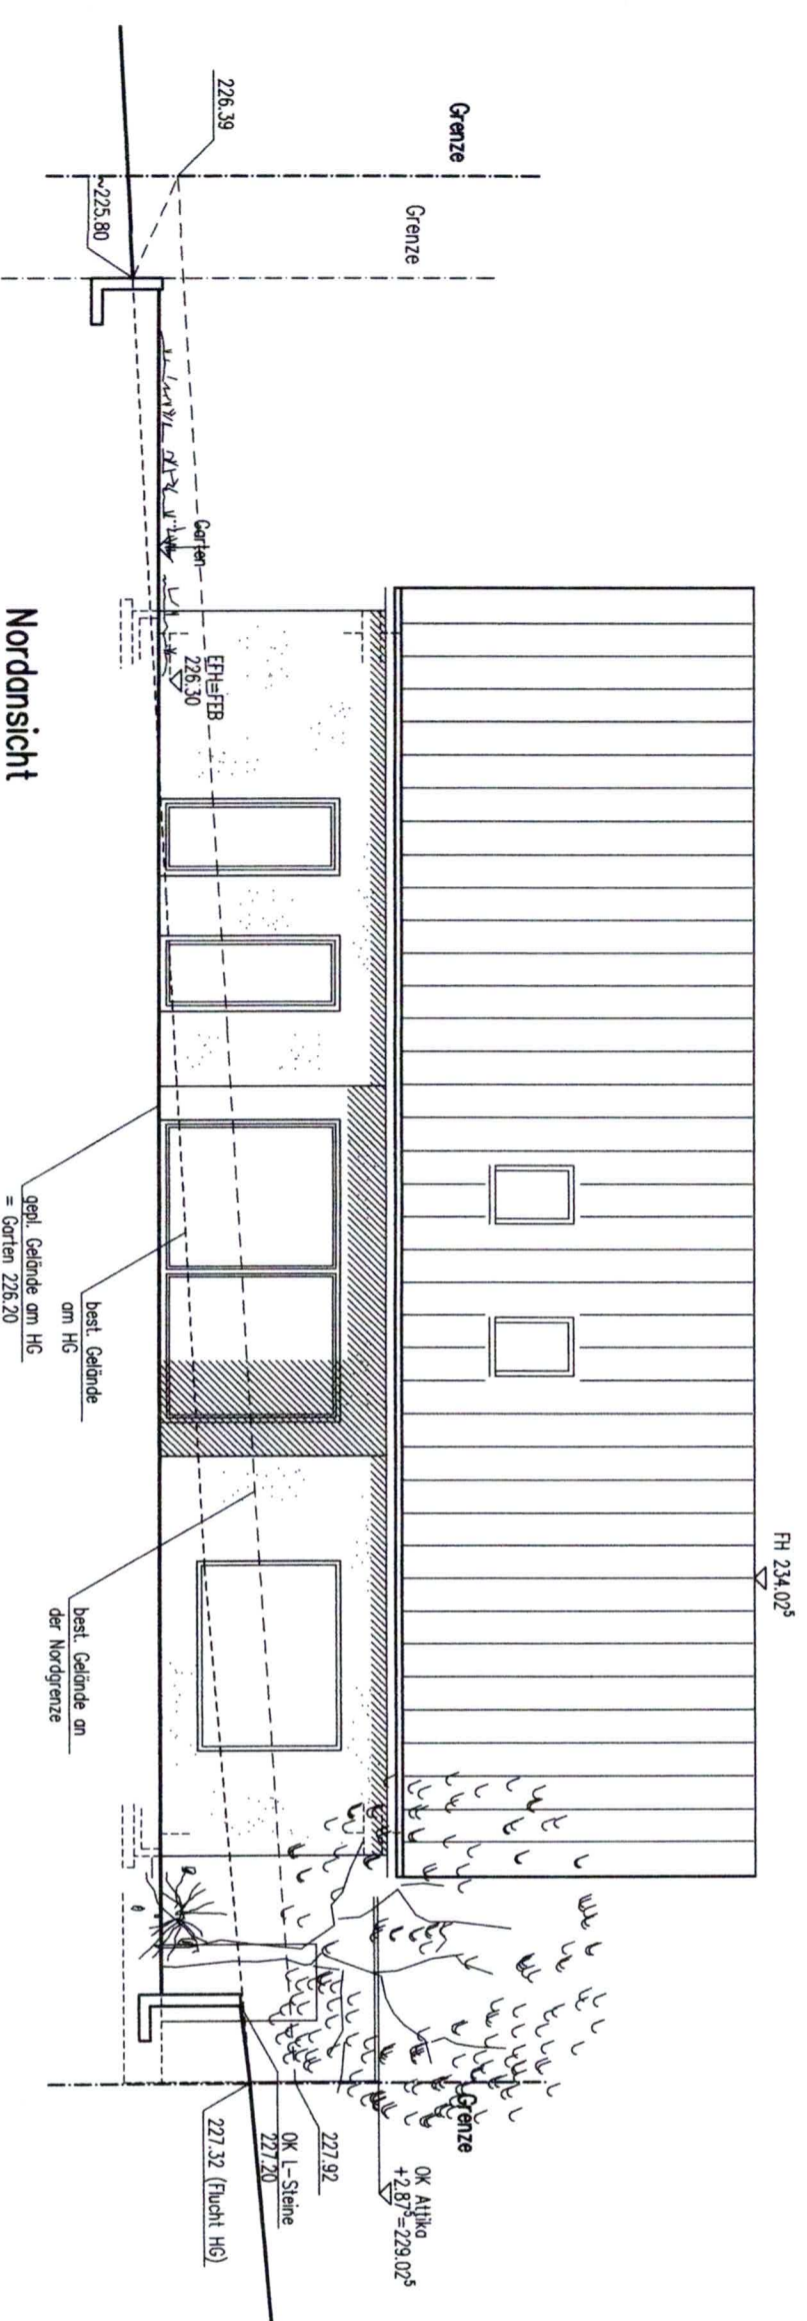 FH 234.02⁵
Grenze
Grenze
Grenze
226.39
~225.80
Garten
EFH=FEB
226.30
OK Attika
+2.87⁵=229.02⁵
227.92
OK L-Steine
227.20
227.32 (Flucht HG)
best. Gelände
am HG
best. Gelände an
der Nordgrenze
gepl. Gelände am HG
= Garten 226.20
Nordansicht